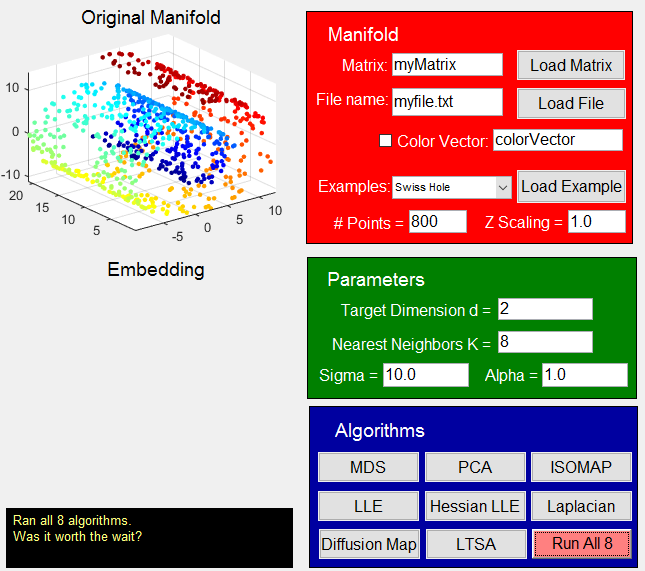 Original Manifold
10
0
-10
20
15
10
5
-5
0
5
10
Embedding
Ran all 8 algorithms.
Was it worth the wait?
Manifold
Matrix: myMatrix Load Matrix
File name: myfile.txt Load File
Color Vector: colorVector
Examples: Swiss Hole Load Example
# Points = 800 Z Scaling = 1.0
Parameters
Target Dimension d = 2
Nearest Neighbors K = 8
Sigma = 10.0 Alpha = 1.0
Algorithms
MDS PCA ISOMAP
LLE Hessian LLE Laplacian
Diffusion Map LTSA Run All 8